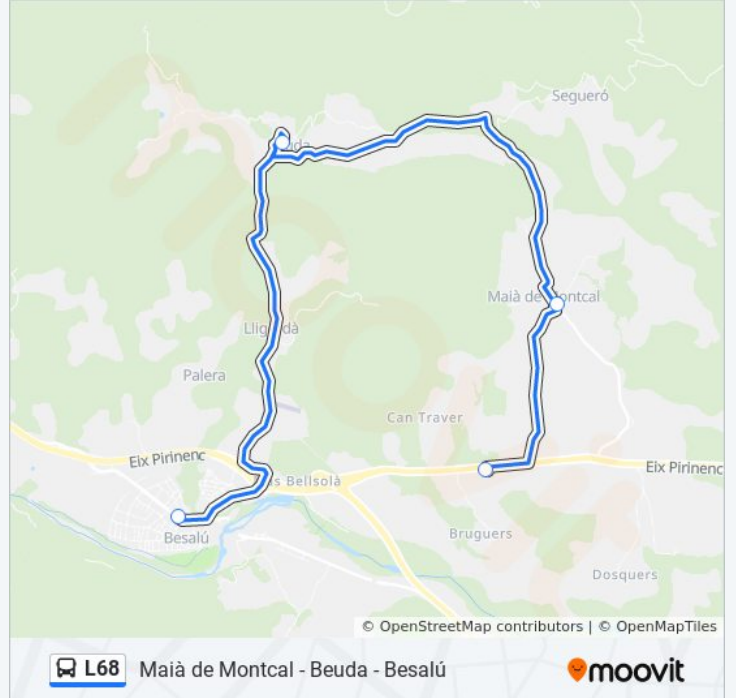 Segueró
Maià de Montcal
Palera
Can Traver
Eix Pirinenc
Eix Pirinenc
Bellsolà
Besalú
Bruguers
Dosquers
© OpenStreetMap contributors | © OpenMapTiles
L68 Maià de Montcal - Beuda - Besalú moovit